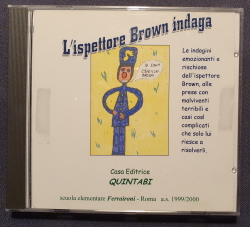 L'ispettore Brown indaga
Le indagini
emozionanti e
rischiose
dell'ispettore
Brown, alle
prese con
malviventi
terribili e
casi così
complicati
che solo lui
riesce a
risolverli.
Casa Editrice
QUINTABI
scuola elementare Ferraironi - Roma a.s. 1999/2000